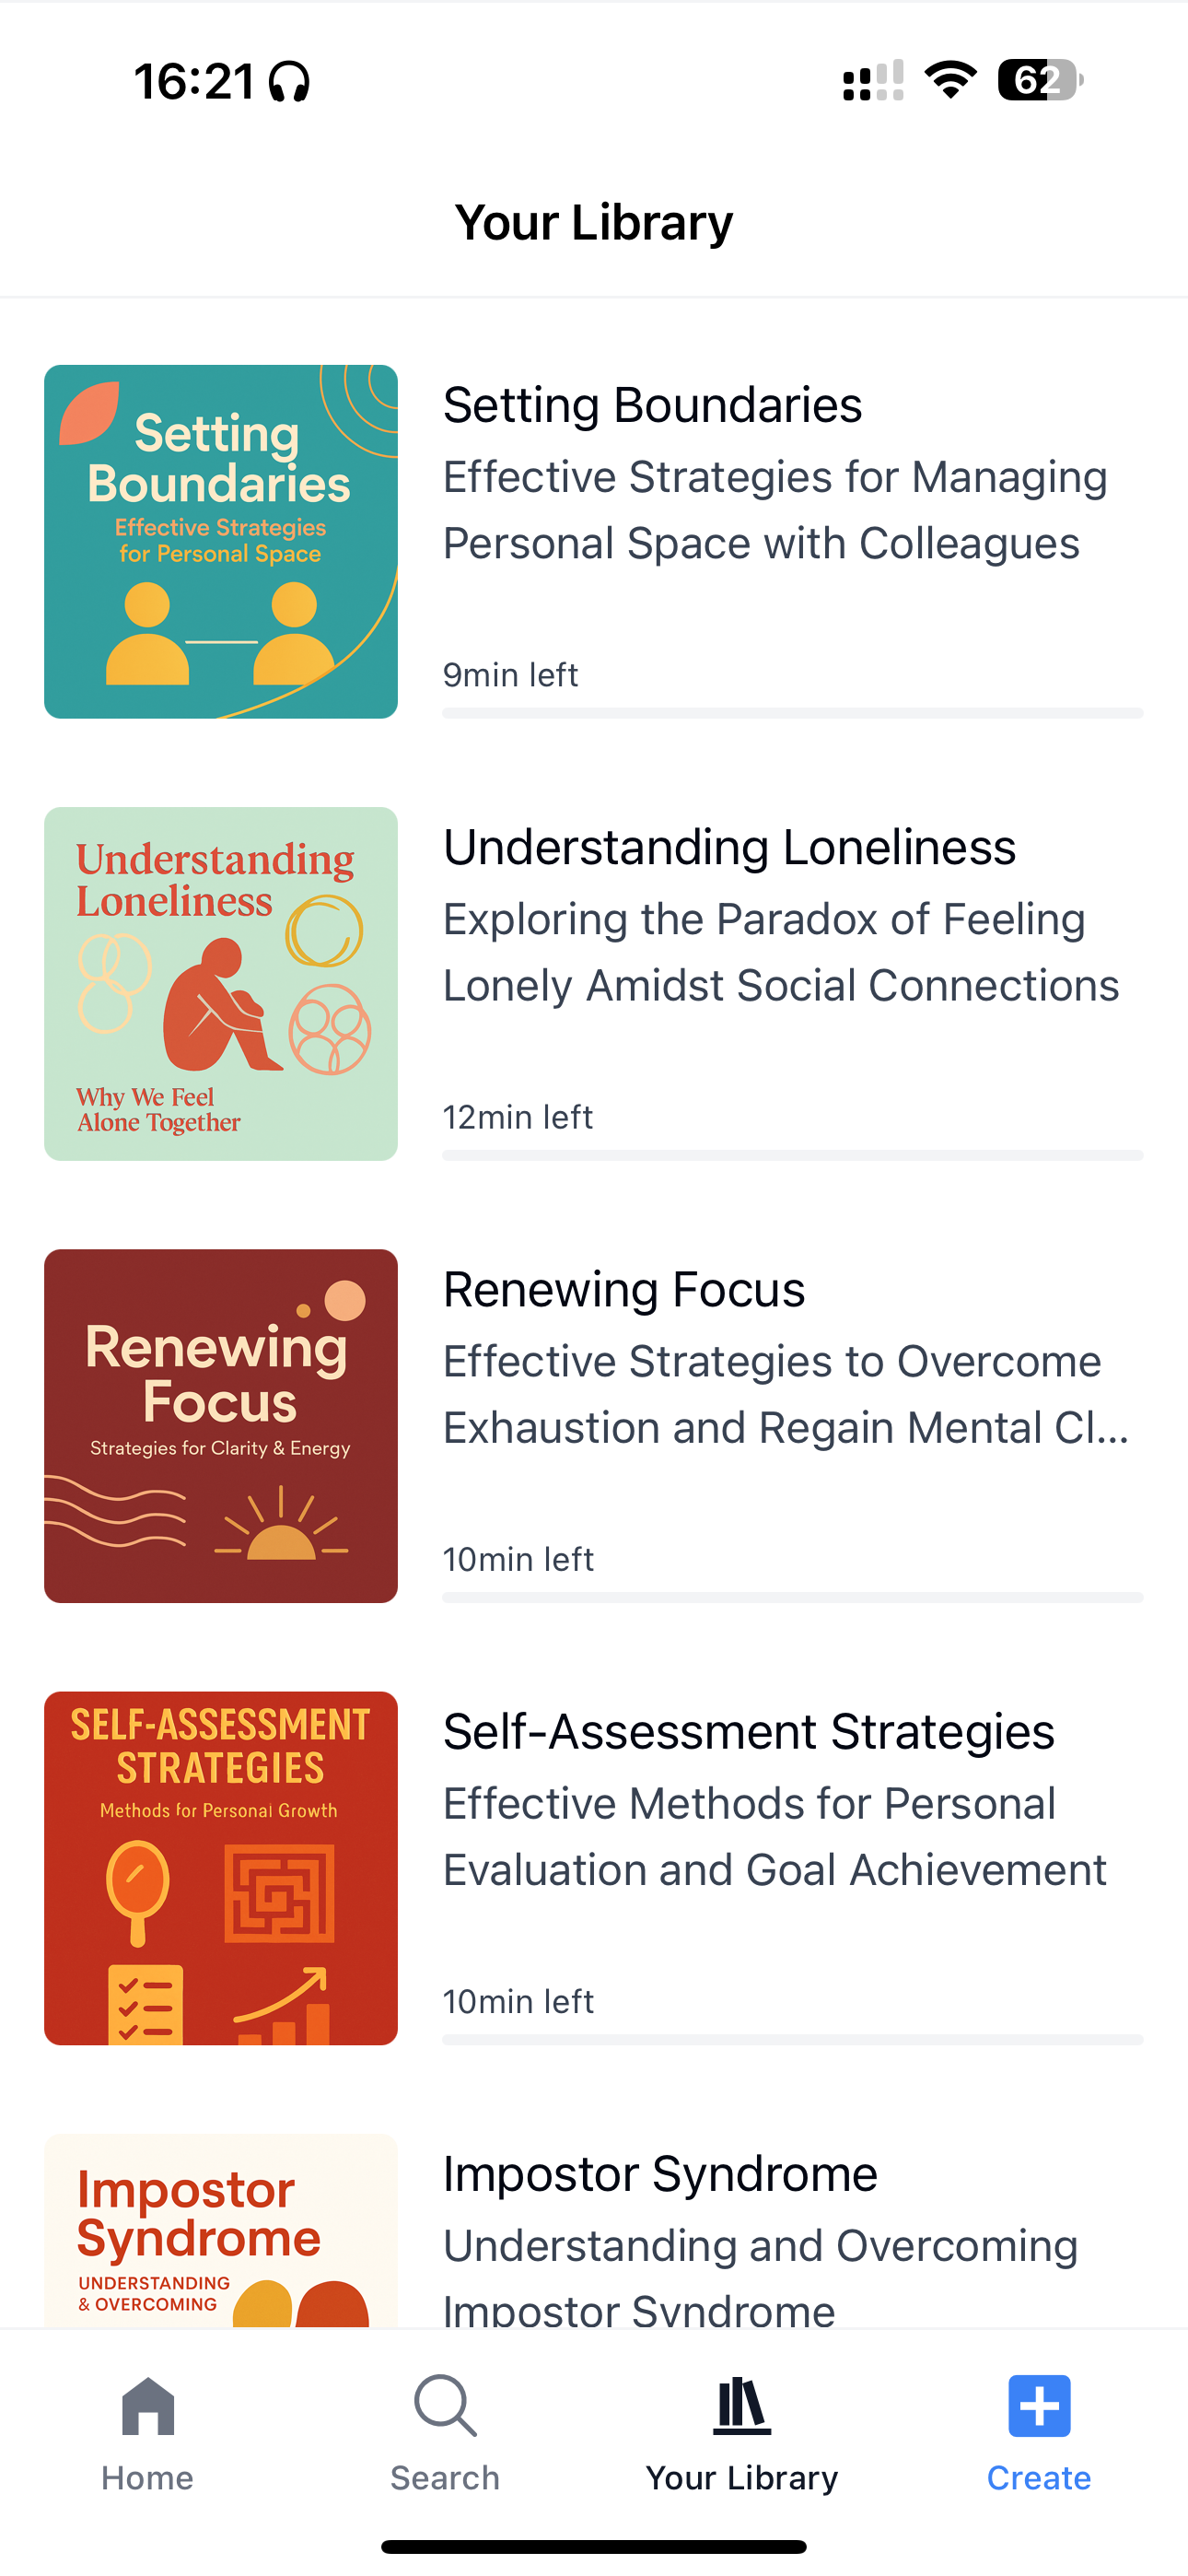 16:21
62
Your Library
Setting
Boundaries
Effective Strategies
for Personal Space
Setting Boundaries
Effective Strategies for Managing
Personal Space with Colleagues
9min left
Understanding
Loneliness
Why We Feel
Alone Together
Understanding Loneliness
Exploring the Paradox of Feeling
Lonely Amidst Social Connections
12min left
Renewing
Focus
Strategies for Clarity & Energy
Renewing Focus
Effective Strategies to Overcome
Exhaustion and Regain Mental Cl...
10min left
SELF-ASSESSMENT
STRATEGIES
Methods for Personal Growth
Self-Assessment Strategies
Effective Methods for Personal
Evaluation and Goal Achievement
10min left
Impostor
Syndrome
UNDERSTANDING
& OVERCOMING
Impostor Syndrome
Understanding and Overcoming
Impostor Syndrome
Home
Search
Your Library
Create